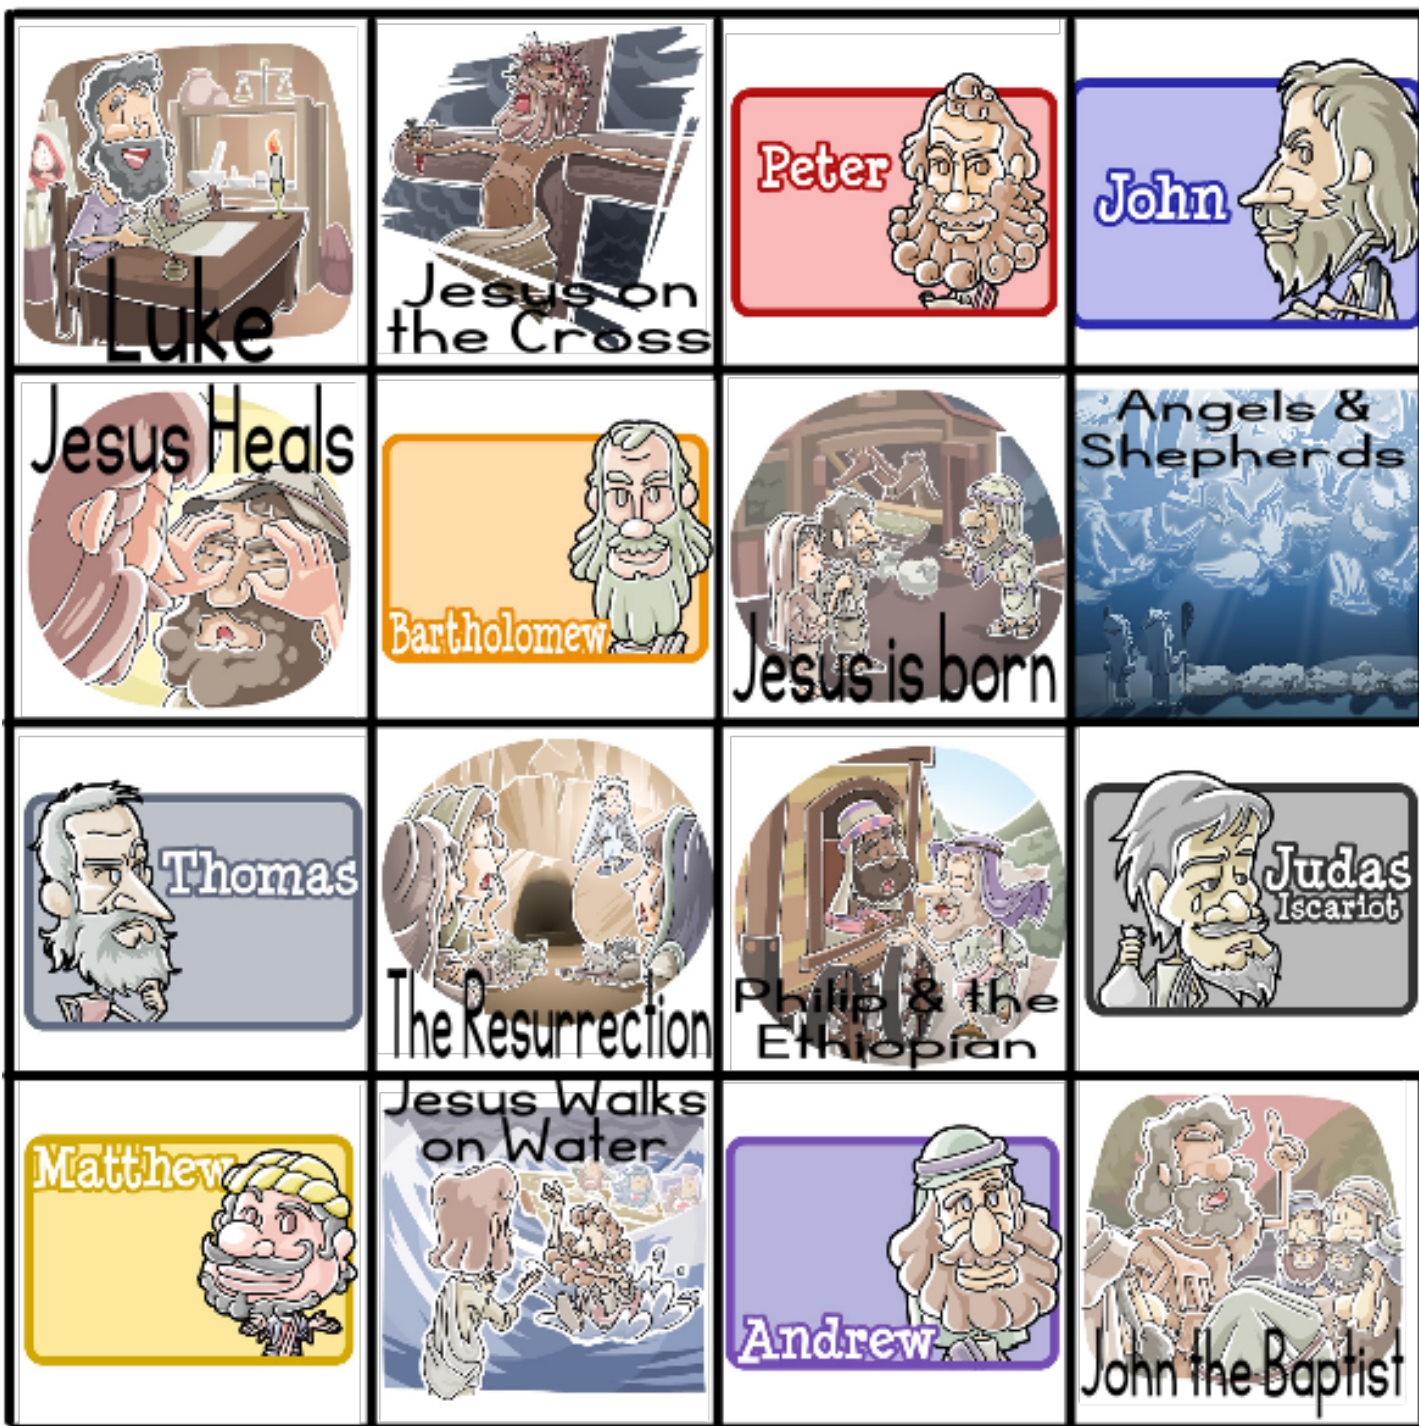 Luke
Jesus on
the Cross
Peter
John
Jesus Heals
Bartholomew
Jesus is born
Angels &
Shepherds
Thomas
The Resurrection
Philip & the
Ethiopian
Judas
Iscariot
Matthew
Jesus Walks
on Water
Andrew
John the Baptist